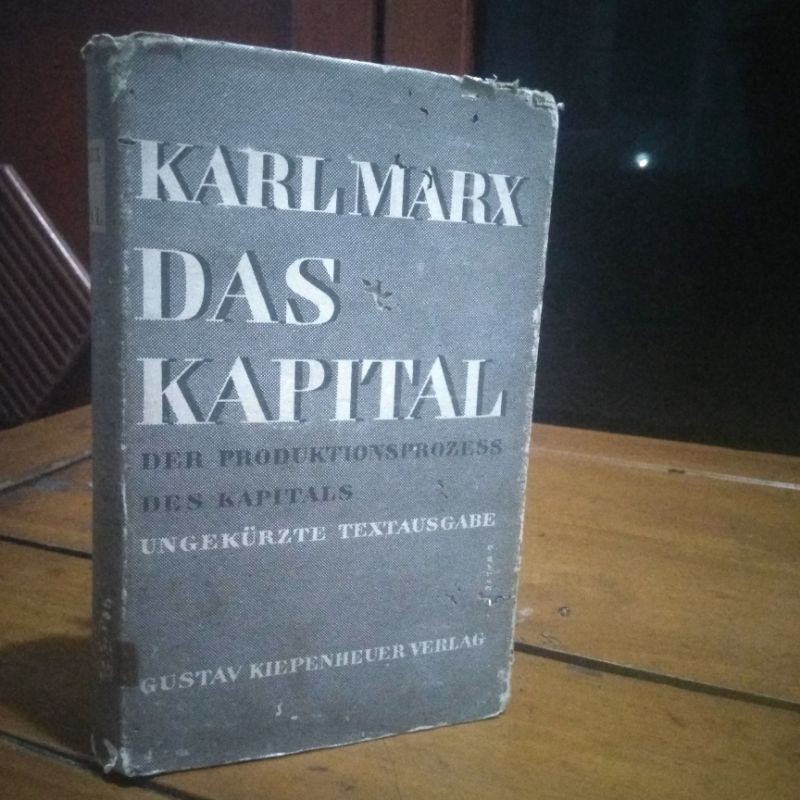 KARL MARX
DAS
KAPITAL
DER PRODUKTIONSPROZESS
DES KAPITALS
UNGEKÜRZTE TEXTAUSGABE
GUSTAV KIEPENHEUER VERLAG